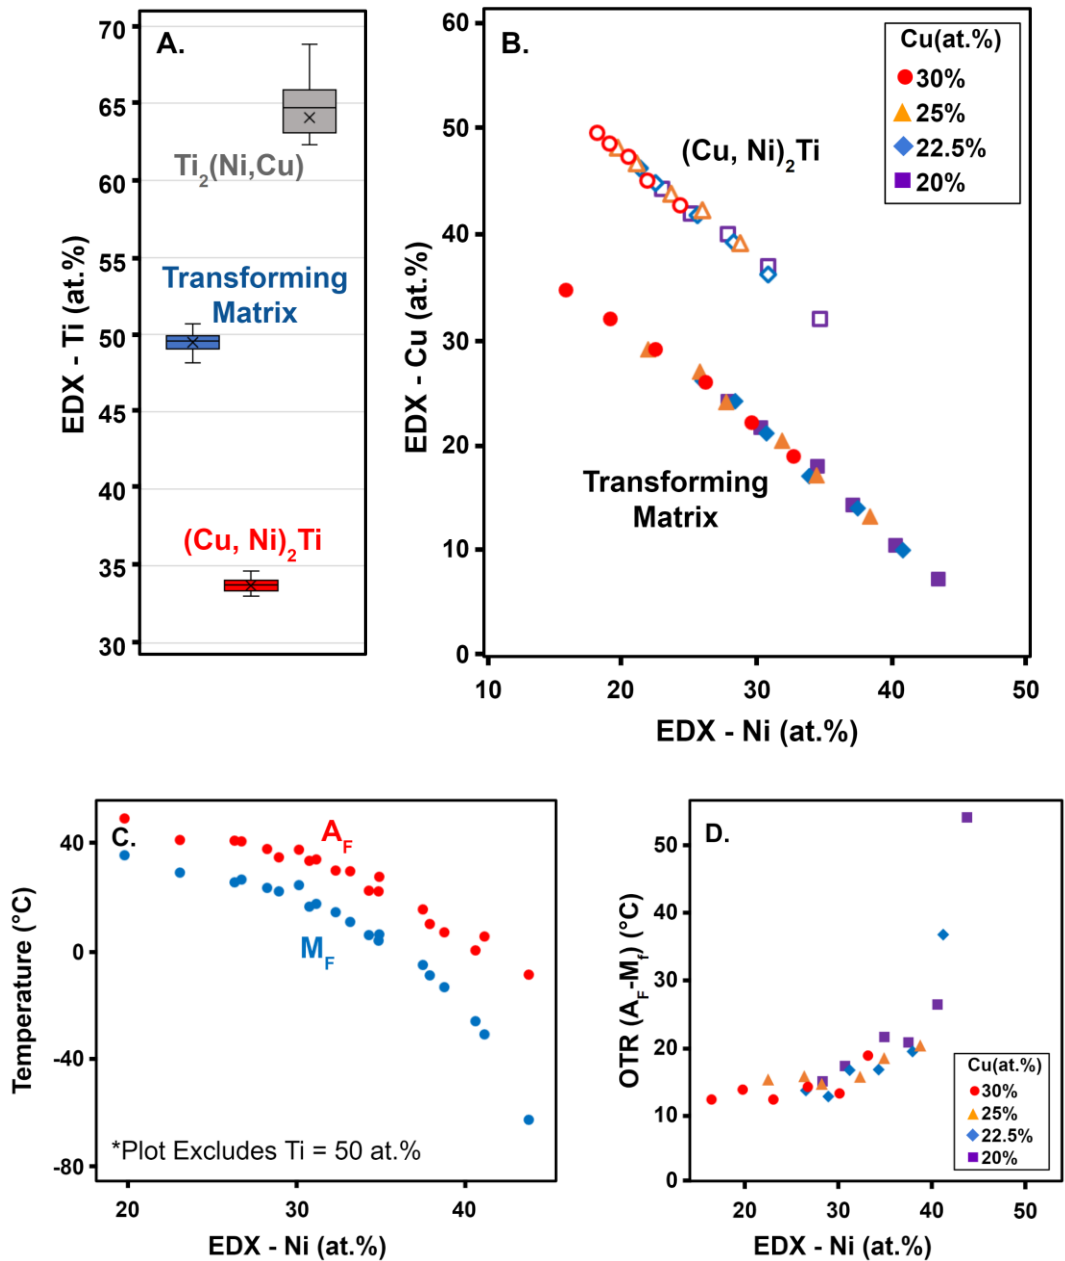 A.
70
65
60
55
50
45
40
35
30
EDX - Ti (at.%)
Ti2(Ni,Cu)
Transforming
Matrix
(Cu, Ni)2Ti
B.
60
50
40
30
20
10
0
EDX - Cu (at.%)
Cu(at.%)
30%
25%
22.5%
20%
(Cu, Ni)2Ti
Transforming
Matrix
10 20 30 40 50
EDX - Ni (at.%)
C.
40
0
-40
-80
Temperature (°C)
AF
MF
*Plot Excludes Ti = 50 at.%
20 30 40
EDX - Ni (at.%)
D.
50
40
30
20
10
0
OTR (AF-Mf) (°C)
Cu(at.%)
30%
25%
22.5%
20%
20 30 40 50
EDX - Ni (at.%)